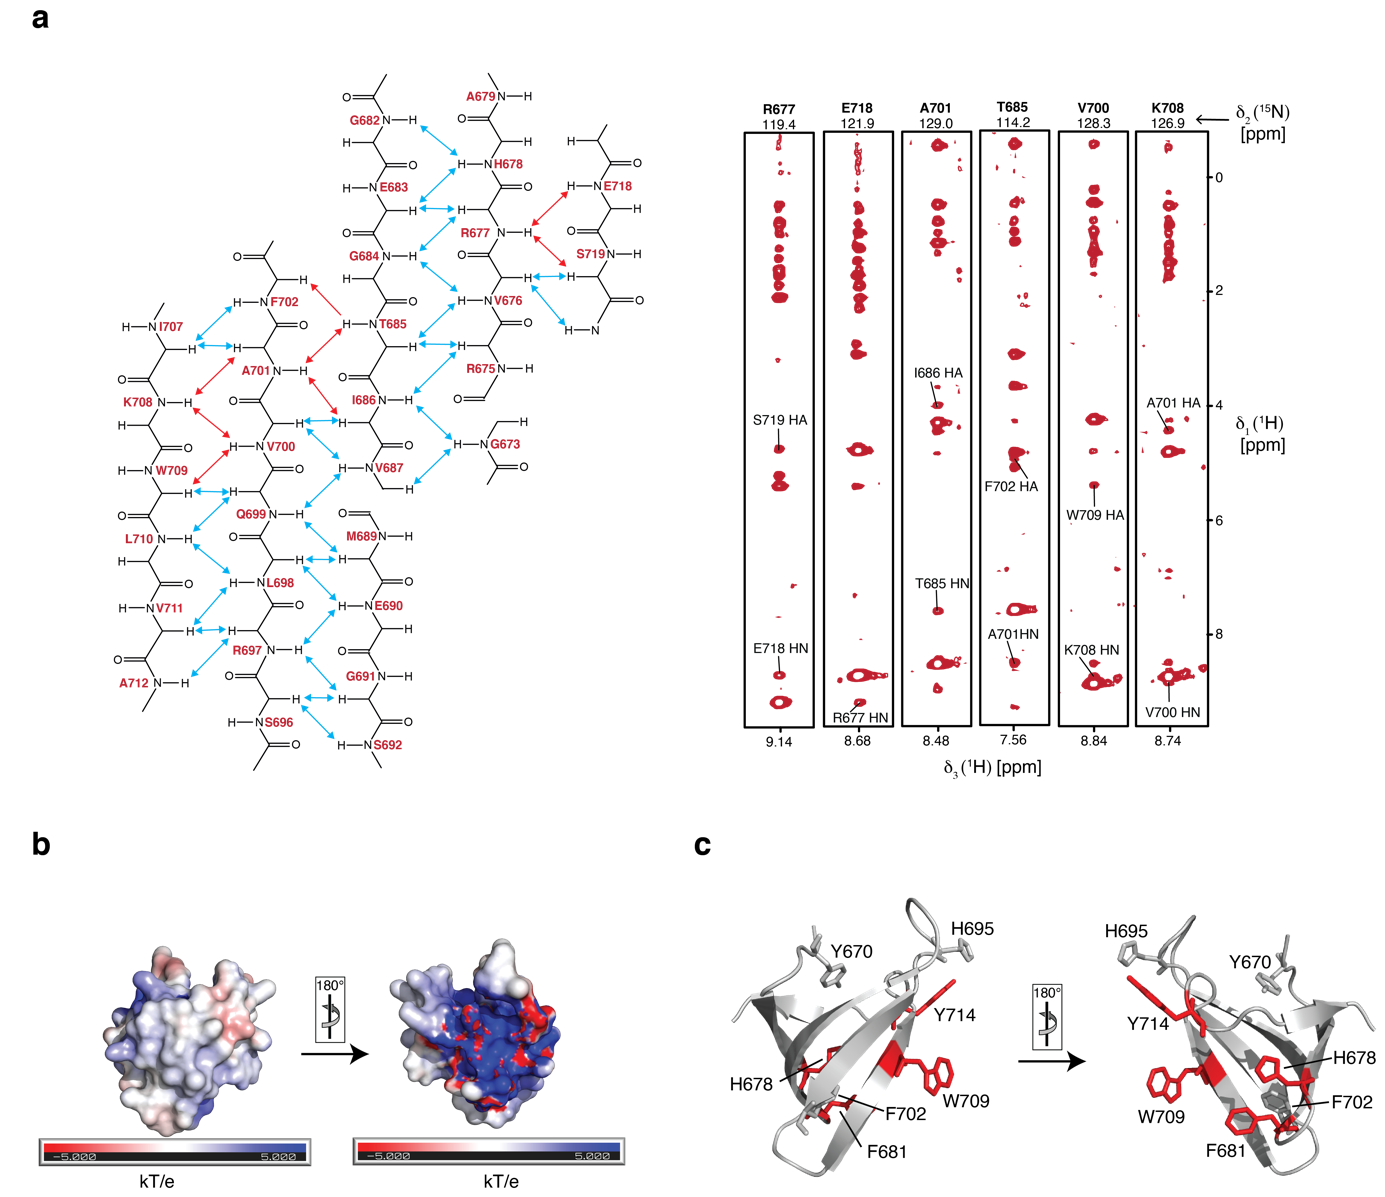 a
A679 N H
O
G682 N H
H O H
H N H678
H O
H N E683
O
H N E718
H H
H
O R677 N H O
G684 N H O S719 N H
O
H H H
F702 H N
H N V676 O
O
H N I707
H N T685 O
H N
O
H H
H
H H
A701 N H
O R675 N H
K708 N H
O I686 N H O
H
H H
H
H N V700
H N G673
O
O
H N W709 O
H N V687
O
H H
H
O Q699 N H
O
L710 N H
O M689 N H
H
H H
H N L698
O
O
H N V711 O
H N E690
H H
H
O R697 N H
A712 N H
O G691 N H
H H
H N S696
O
H N S692
O
R677 E718 A701 T685 V700 K708
119.4 121.9 129.0 114.2 128.3 126.9
δ2 (15N)
[ppm]
0
2
I686 HA
S719 HA
A701 HA
4
δ1 (1H)
[ppm]
F702 HA
W709 HA
6
T685 HN
8
E718 HN
A701HN
K708 HN
R677 HN
V700 HN
9.14 8.68 8.48 7.56 8.84 8.74
δ3 (1H) [ppm]
b
180°
-5.000 5.000
kT/e
-5.000 5.000
kT/e
c
H695
Y670
Y714
H678
W709
F702
F681
180°
H695
Y670
Y714
H678
W709
F702
F681